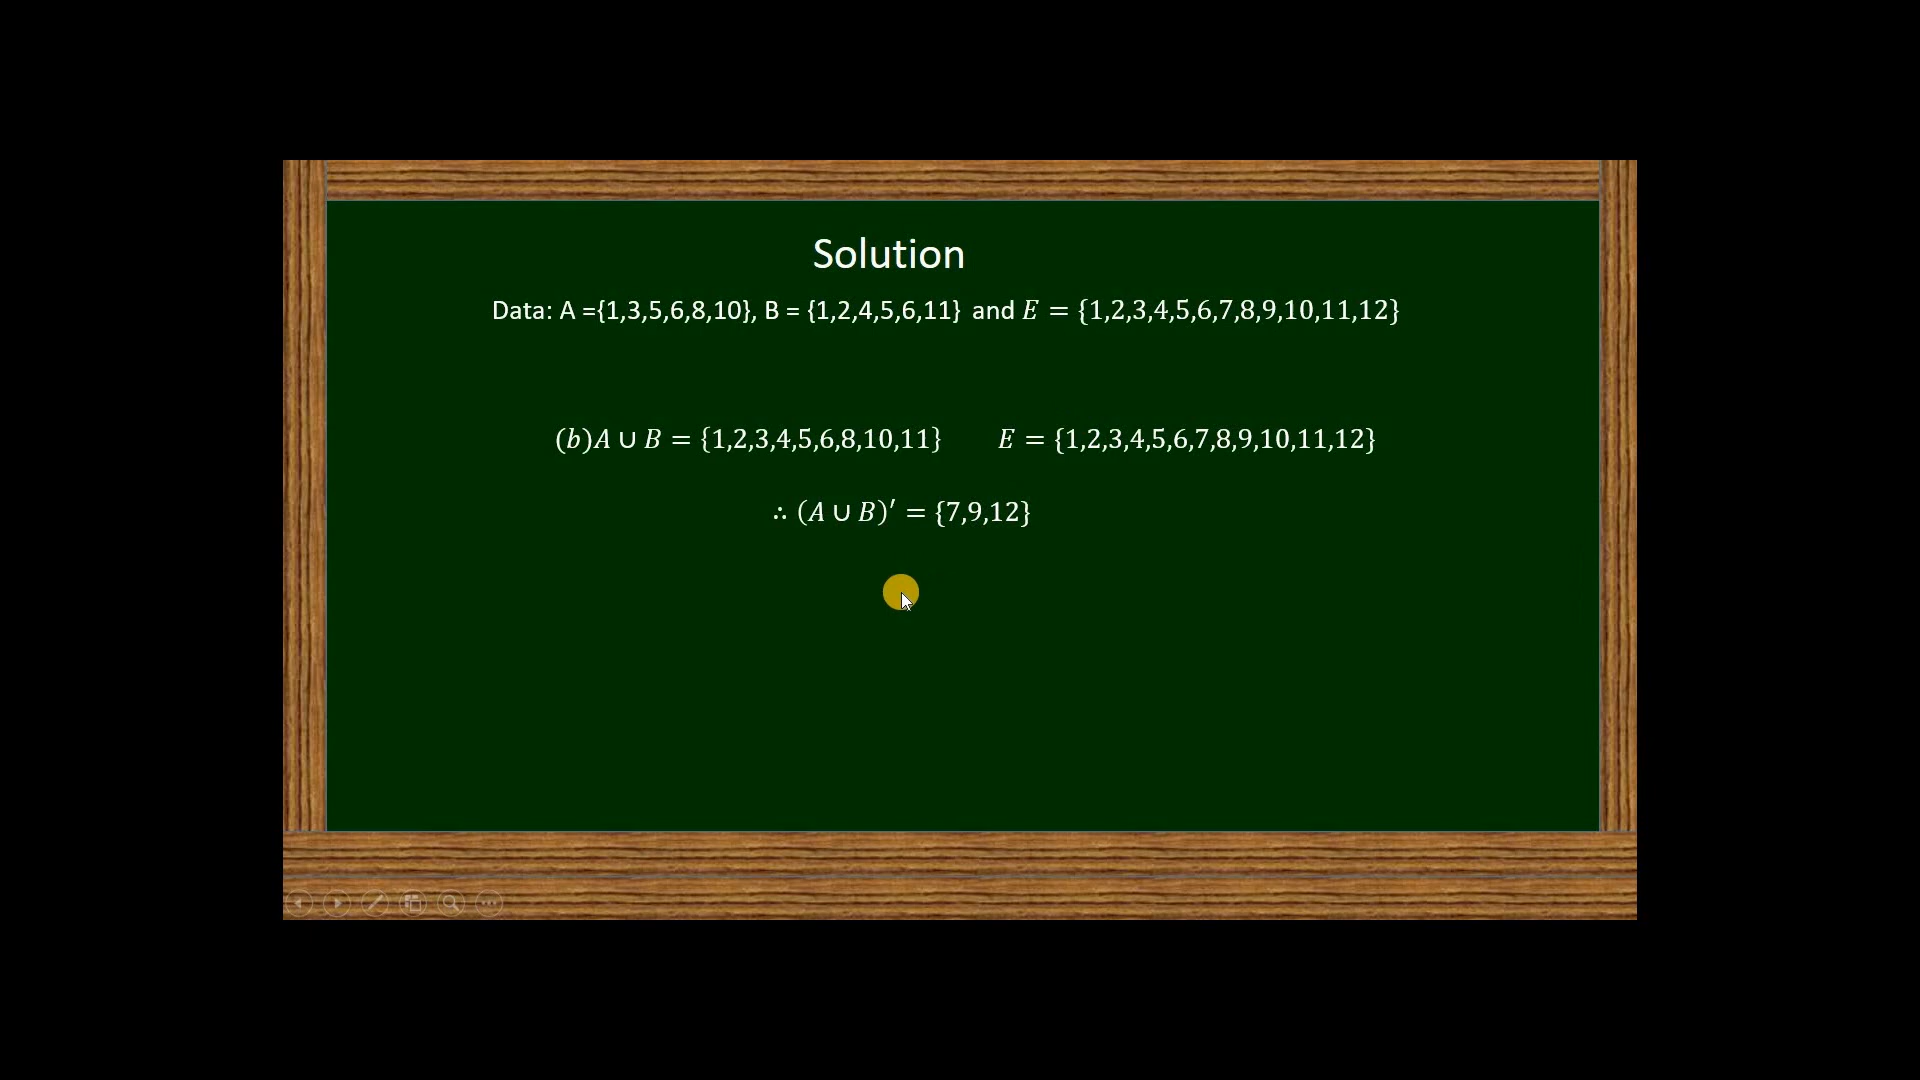 Solution
Data: A ={1,3,5,6,8,10}, B = {1,2,4,5,6,11} and E = {1,2,3,4,5,6,7,8,9,10,11,12}
(b)A ∪ B = {1,2,3,4,5,6,8,10,11} E = {1,2,3,4,5,6,7,8,9,10,11,12}
∴ (A ∪ B)′ = {7,9,12}